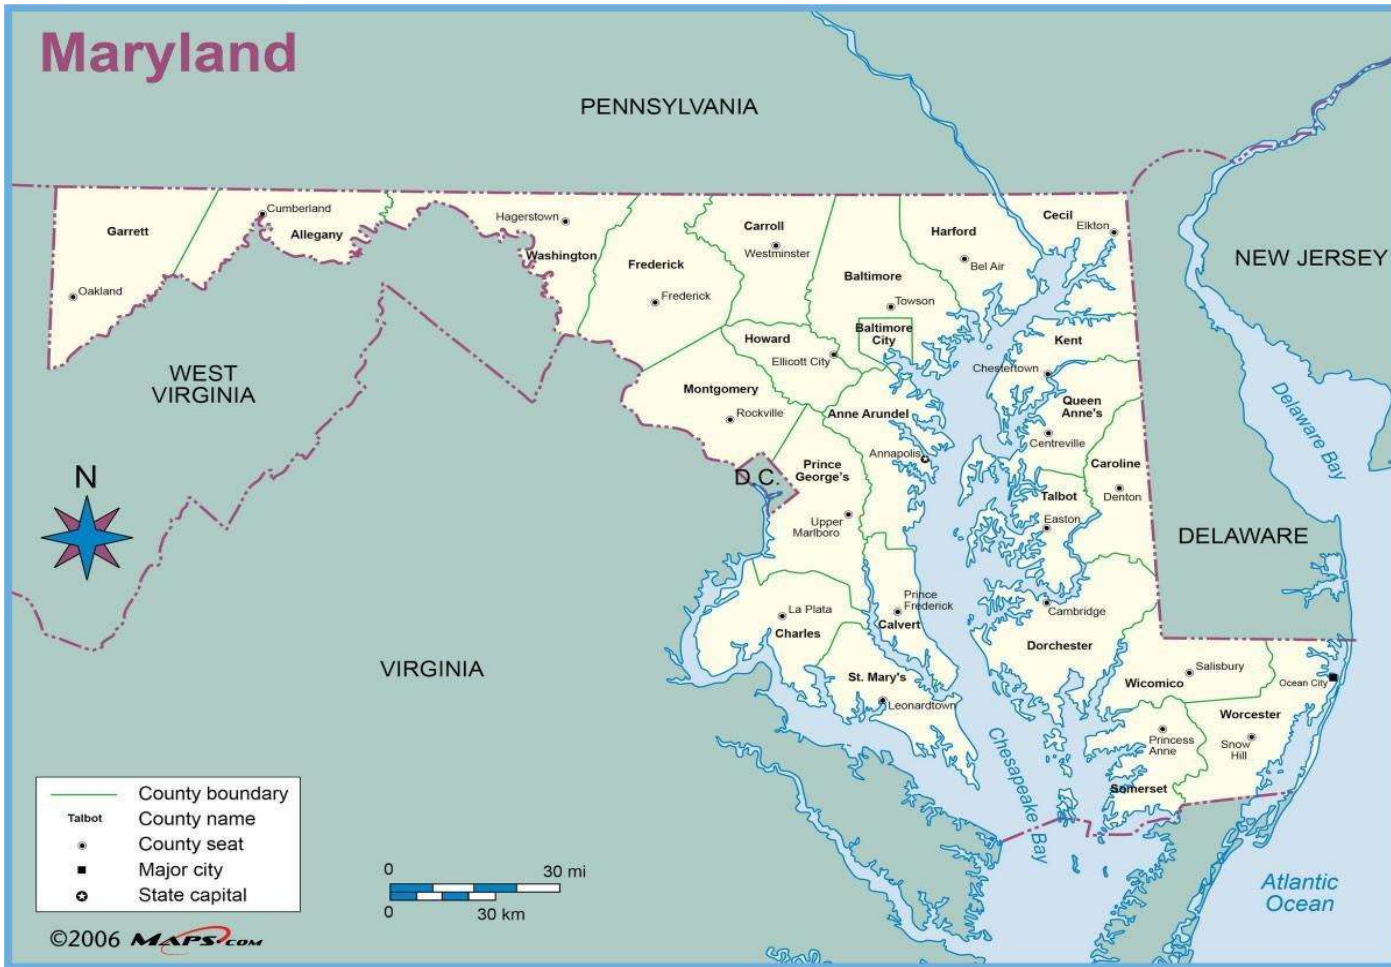 Maryland
PENNSYLVANIA
NEW JERSEY
WEST
VIRGINIA
VIRGINIA
DELAWARE
D.C.
Delaware Bay
Chesapeake Bay
Atlantic
Ocean
N
Garrett
Oakland
Cumberland
Allegany
Hagerstown
Washington
Frederick
Frederick
Carroll
Westminster
Baltimore
Towson
Baltimore
City
Harford
Bel Air
Cecil
Elkton
Howard
Ellicott City
Montgomery
Rockville
Anne Arundel
Annapolis
Prince
George's
Upper
Marlboro
Kent
Chestertown
Queen
Anne's
Centreville
Caroline
Denton
Talbot
Easton
Cambridge
Dorchester
Prince
Frederick
Calvert
La Plata
Charles
St. Mary's
Leonardtown
Salisbury
Wicomico
Ocean City
Worcester
Snow
Hill
Princess
Anne
Somerset
County boundary
Talbot County name
County seat
Major city
State capital
0 30 mi
0 30 km
©2006 MAPS.COM